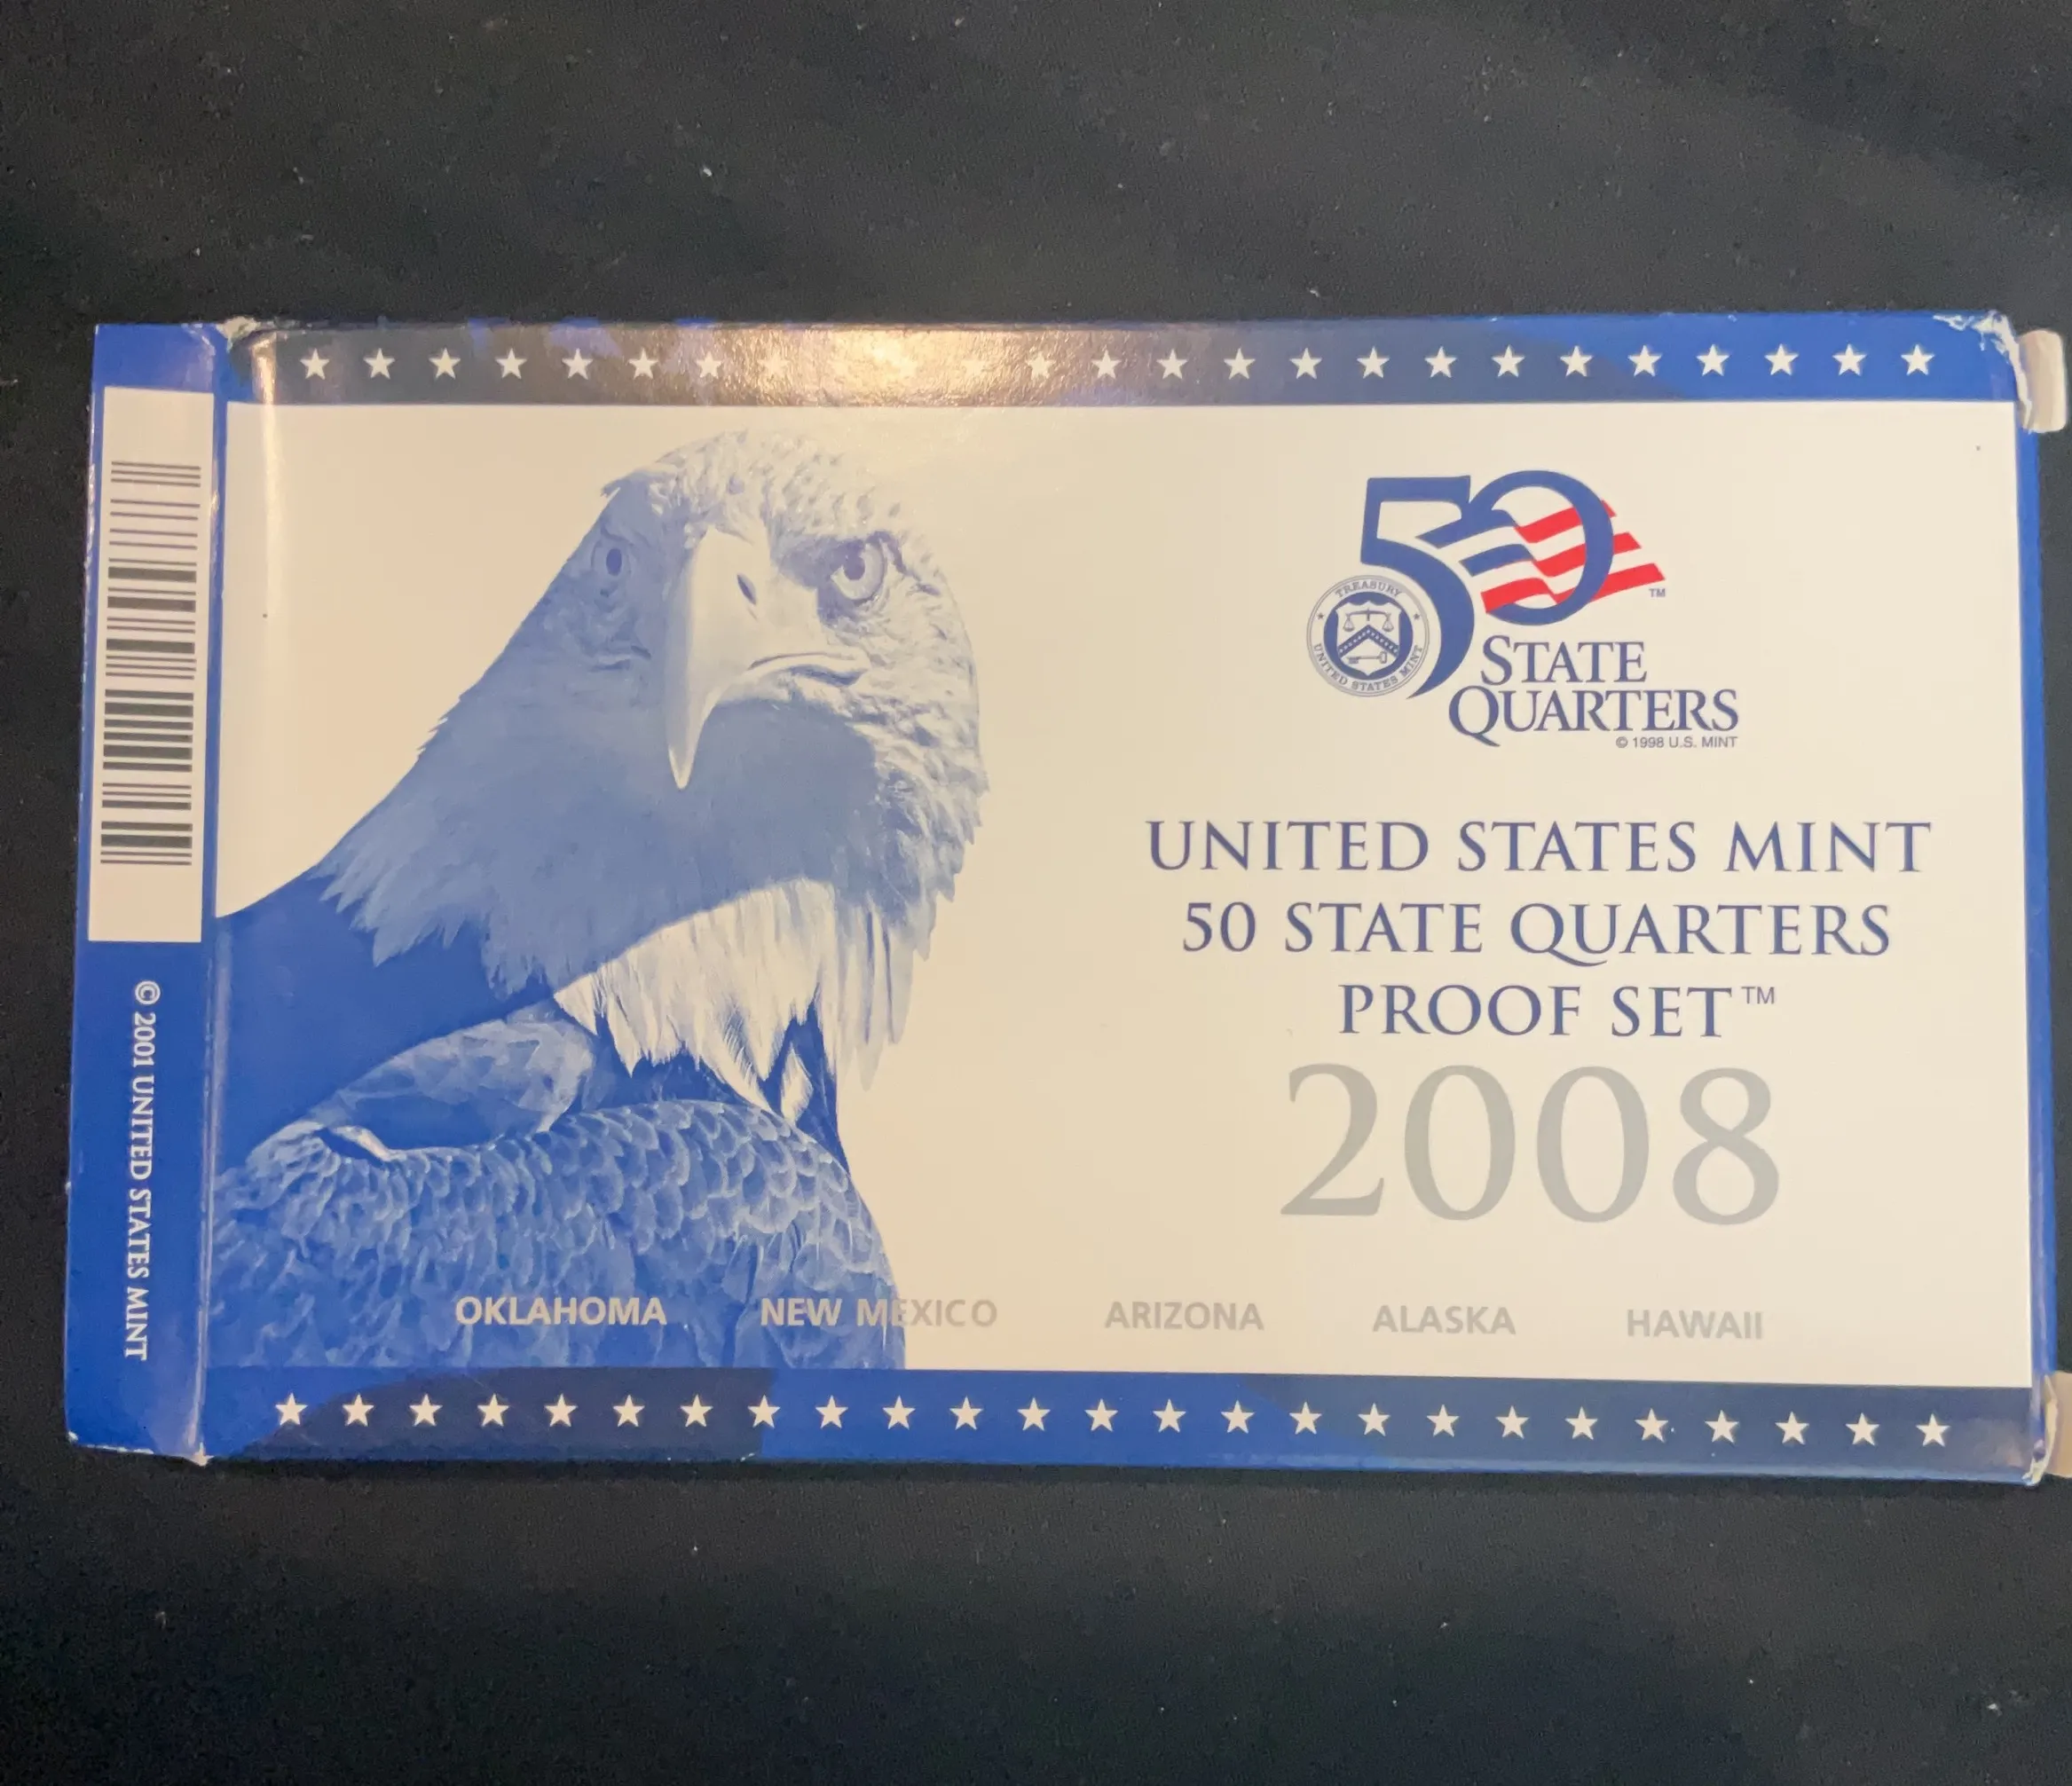 50
TREASURY
UNITED STATES MINT
TM
STATE
QUARTERS
© 1998 U.S. MINT
UNITED STATES MINT
50 STATE QUARTERS
PROOF SET™
2008
OKLAHOMA NEW MEXICO ARIZONA ALASKA HAWAII
© 2001 UNITED STATES MINT